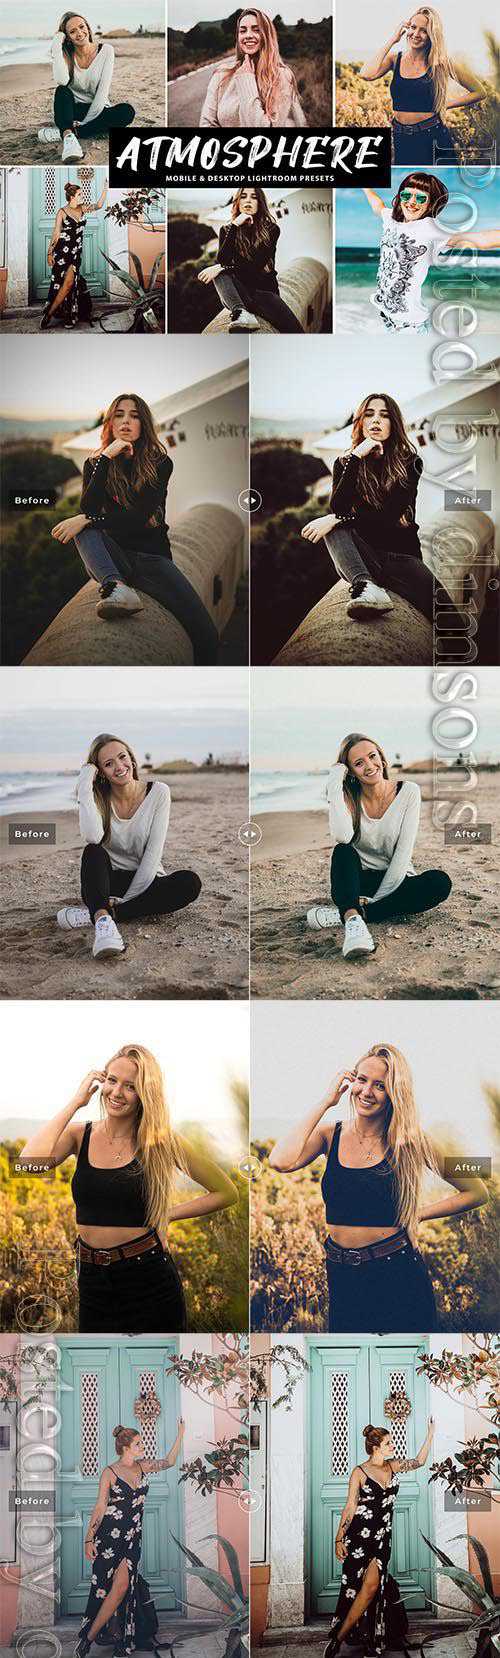 ATMOSPHERE
MOBILE & DESKTOP LIGHTROOM PRESETS
Posted by dimsons
Before
After
Before
After
Before
After
Before
After
Posted by d